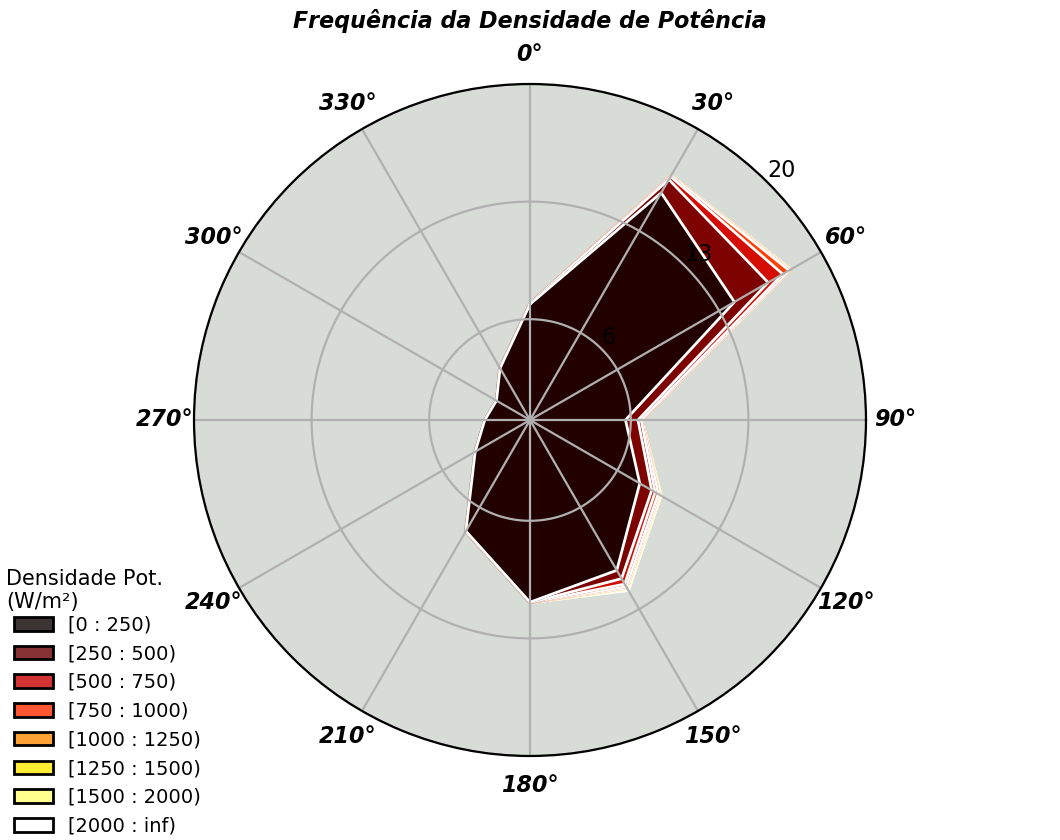 Frequência da Densidade de Potência
0°
330°
30°
20
300°
60°
13
6
270°
90°
240°
120°
210°
150°
180°
Densidade Pot.
(W/m²)
[0 : 250)
[250 : 500)
[500 : 750)
[750 : 1000)
[1000 : 1250)
[1250 : 1500)
[1500 : 2000)
[2000 : inf)